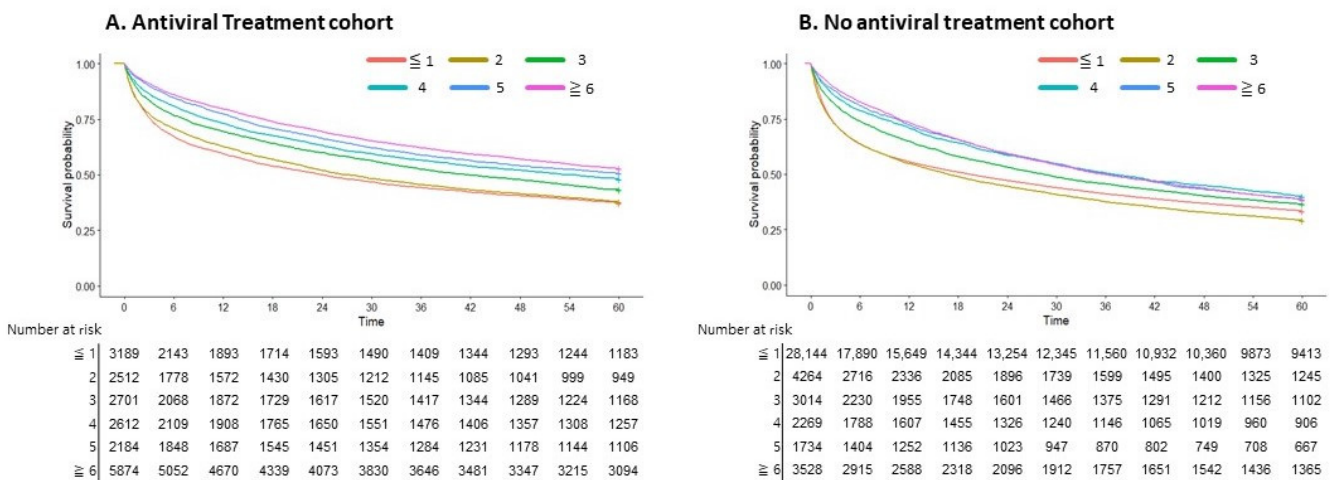 A. Antiviral Treatment cohort
≦ 1 2 3
4 5 ≧ 6
Survival probability
1.00
0.75
0.50
0.25
0.00
0 6 12 18 24 30 36 42 48 54 60
Time
Number at risk
≦ 1 3189 2143 1893 1714 1593 1490 1409 1344 1293 1244 1183
2 2512 1778 1572 1430 1305 1212 1145 1085 1041 999 949
3 2701 2068 1872 1729 1617 1520 1417 1344 1289 1224 1168
4 2612 2109 1908 1765 1650 1551 1476 1406 1357 1308 1257
5 2184 1848 1687 1545 1451 1354 1284 1231 1178 1144 1106
≧ 6 5874 5052 4670 4339 4073 3830 3646 3481 3347 3215 3094
B. No antiviral treatment cohort
≦ 1 2 3
4 5 ≧ 6
Survival probability
1.00
0.75
0.50
0.25
0.00
0 6 12 18 24 30 36 42 48 54 60
Time
Number at risk
≦ 1 28,144 17,890 15,649 14,344 13,254 12,345 11,560 10,932 10,360 9873 9413
2 4264 2716 2336 2085 1896 1739 1599 1495 1400 1325 1245
3 3014 2230 1955 1748 1601 1466 1375 1291 1212 1156 1102
4 2269 1788 1607 1455 1326 1240 1146 1065 1019 960 906
5 1734 1404 1252 1136 1023 947 870 802 749 708 667
≧ 6 3528 2915 2588 2318 2096 1912 1757 1651 1542 1436 1365